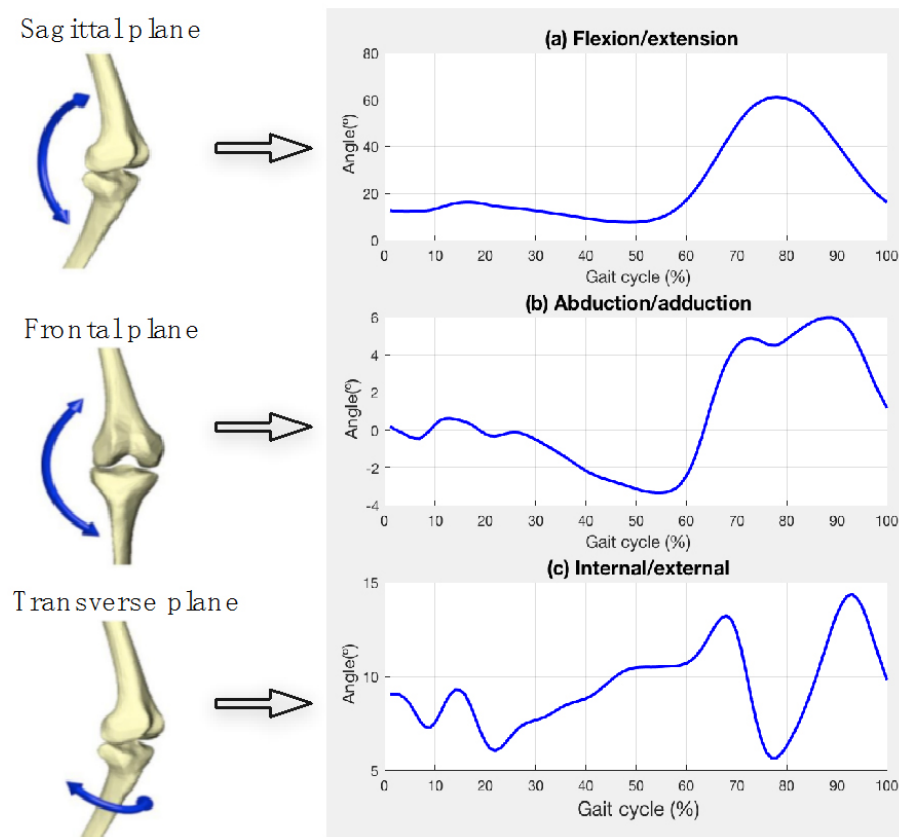 Sagittal plane
(a) Flexion/extension
80
60
40
20
0
Angle(º)
0 10 20 30 40 50 60 70 80 90 100
Gait cycle (%)
Frontal plane
(b) Abduction/adduction
6
4
2
0
-2
-4
Angle(º)
0 10 20 30 40 50 60 70 80 90 100
Gait cycle (%)
Transverse plane
(c) Internal/external
15
10
5
Angle(º)
0 10 20 30 40 50 60 70 80 90 100
Gait cycle (%)